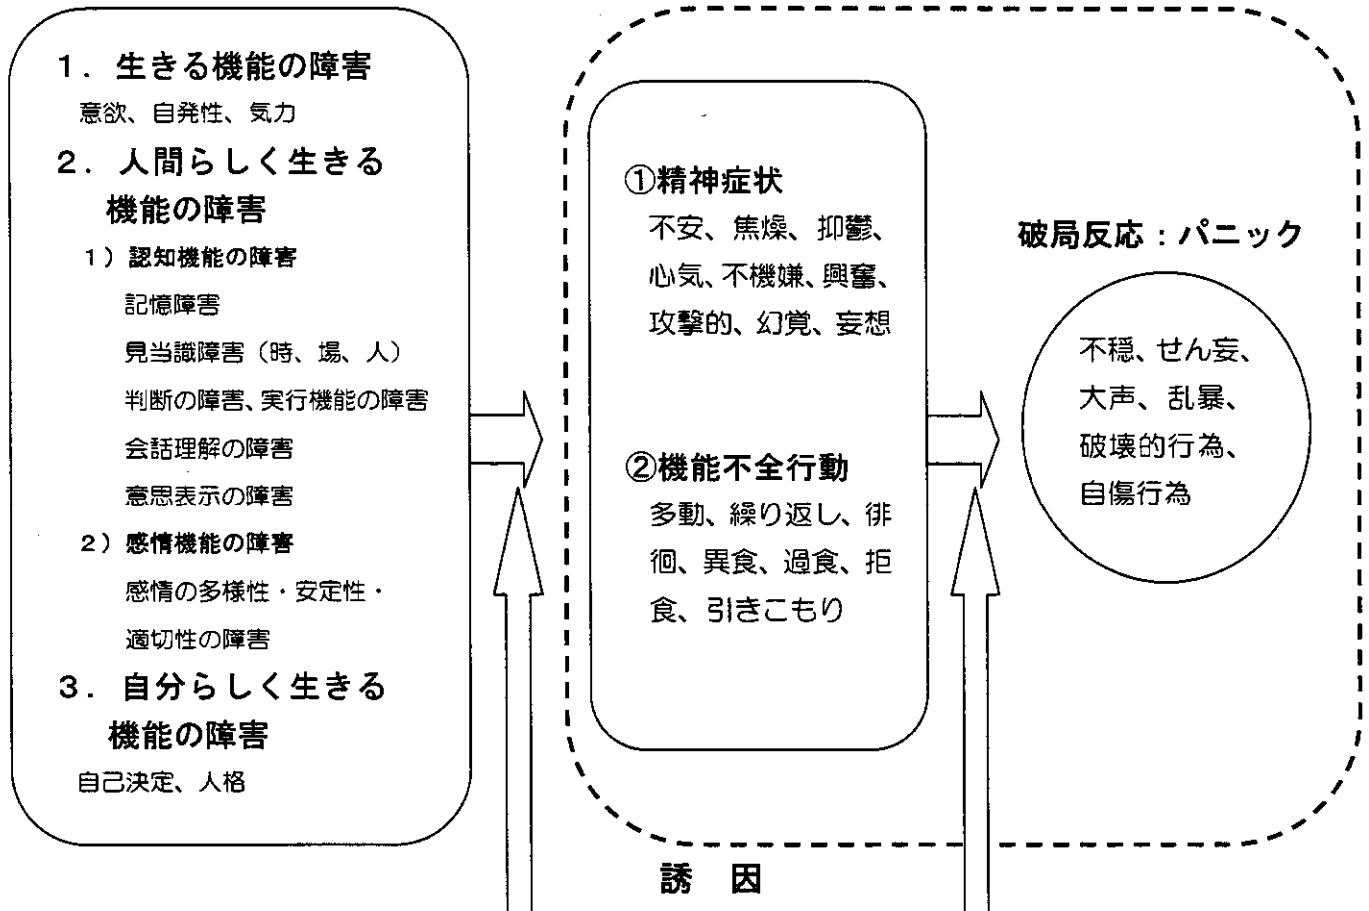 1．生きる機能の障害
意欲、自発性、気力
2．人間らしく生きる
機能の障害
1）認知機能の障害
記憶障害
見当識障害（時、場、人）
判断の障害、実行機能の障害
会話理解の障害
意思表示の障害
2）感情機能の障害
感情の多様性・安定性・
適切性の障害
3．自分らしく生きる
機能の障害
自己決定、人格
①精神症状
不安、焦燥、抑鬱、
心気、不機嫌、興奮、
攻撃的、幻覚、妄想
②機能不全行動
多動、繰り返し、徘
徊、異食、過食、拒
食、引きこもり
破局反応：パニック
不穏、せん妄、
大声、乱暴、
破壊的行為、
自傷行為
誘　因